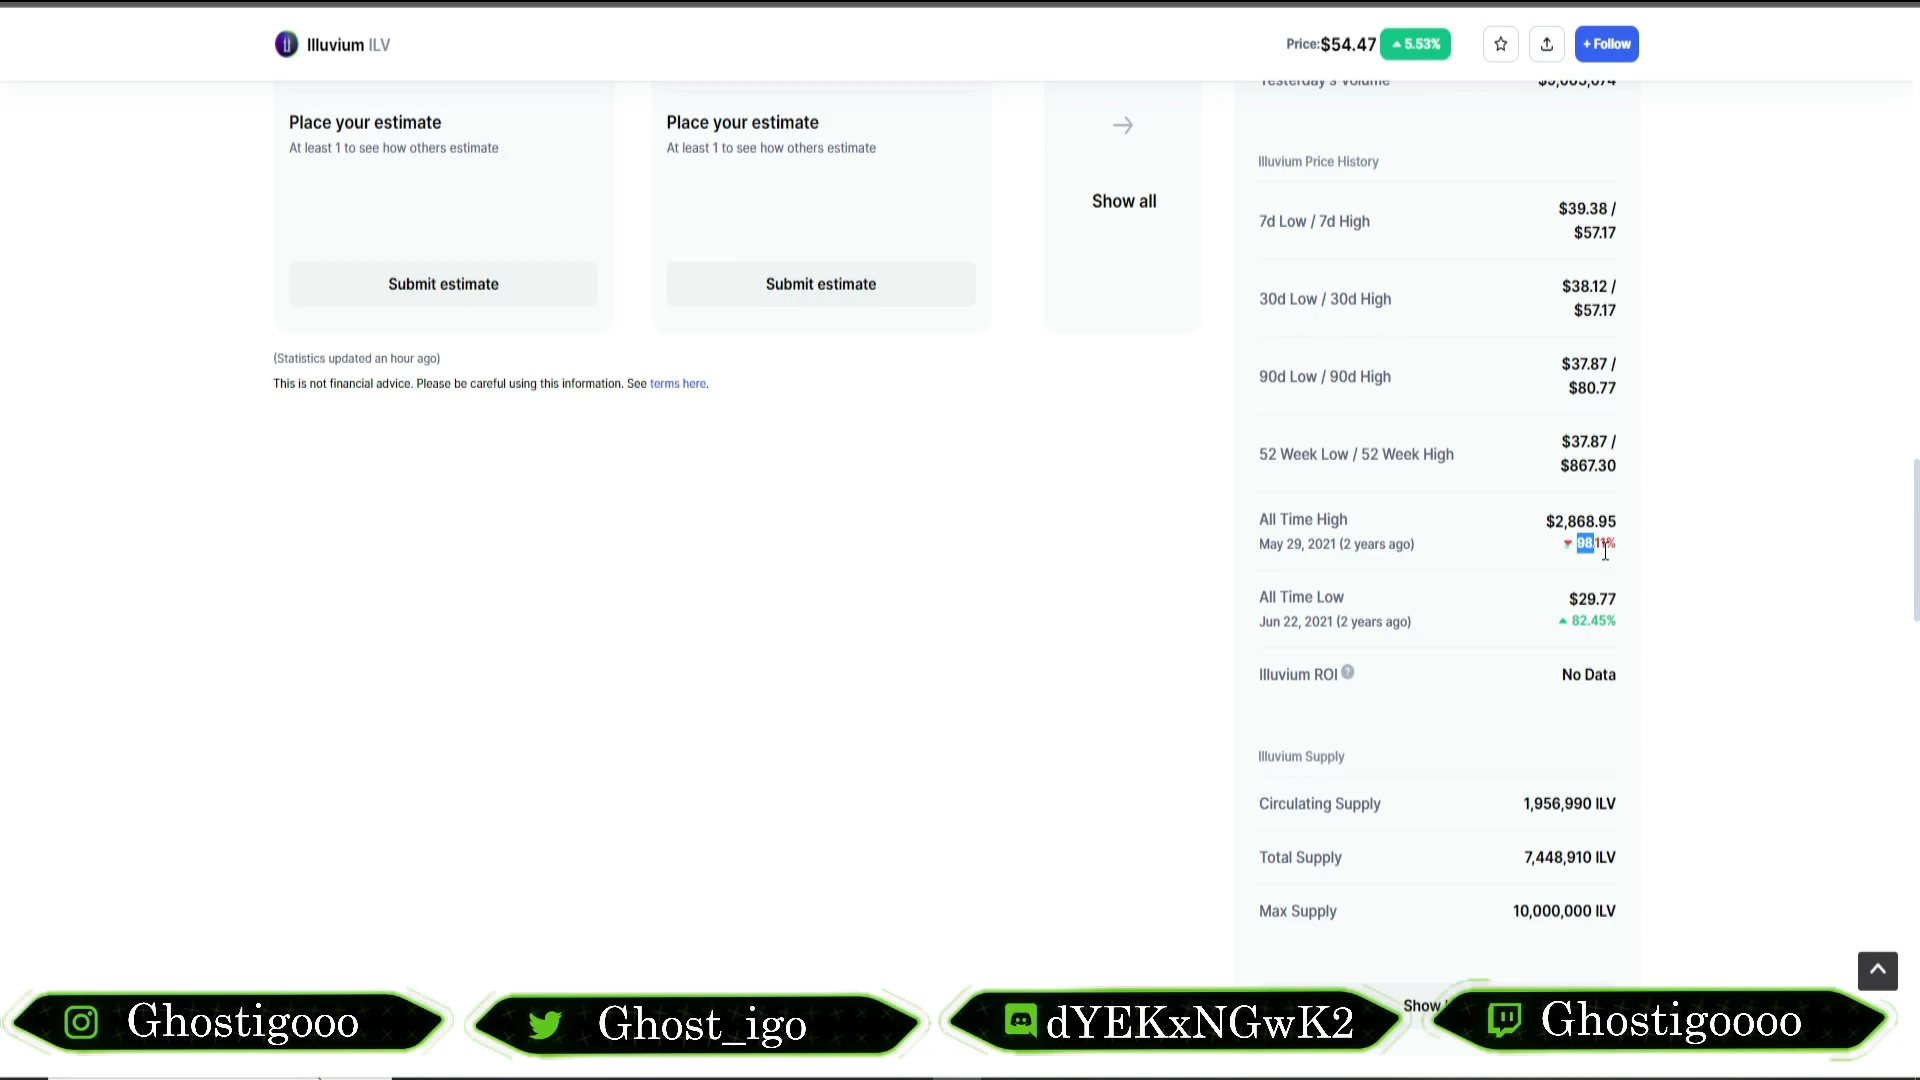 Illuvium ILV
Price:$54.47 5.53%
+ Follow
Yesterday's Volume
Place your estimate
At least 1 to see how others estimate
Submit estimate
Place your estimate
At least 1 to see how others estimate
Submit estimate
Show all
(Statistics updated an hour ago)
This is not financial advice. Please be careful using this information. See terms here.
Illuvium Price History
7d Low / 7d High
$39.38 /
$57.17
30d Low / 30d High
$38.12 /
$57.17
90d Low / 90d High
$37.87 /
$80.77
52 Week Low / 52 Week High
$37.87 /
$867.30
All Time High
$2,868.95
May 29, 2021 (2 years ago)
98.11%
All Time Low
$29.77
Jun 22, 2021 (2 years ago)
82.45%
Illuvium ROI ?
No Data
Illuvium Supply
Circulating Supply
1,956,990 ILV
Total Supply
7,448,910 ILV
Max Supply
10,000,000 ILV
Show
Ghostigooo
Ghost_igo
dYEKxNGwK2
Ghostigoooo